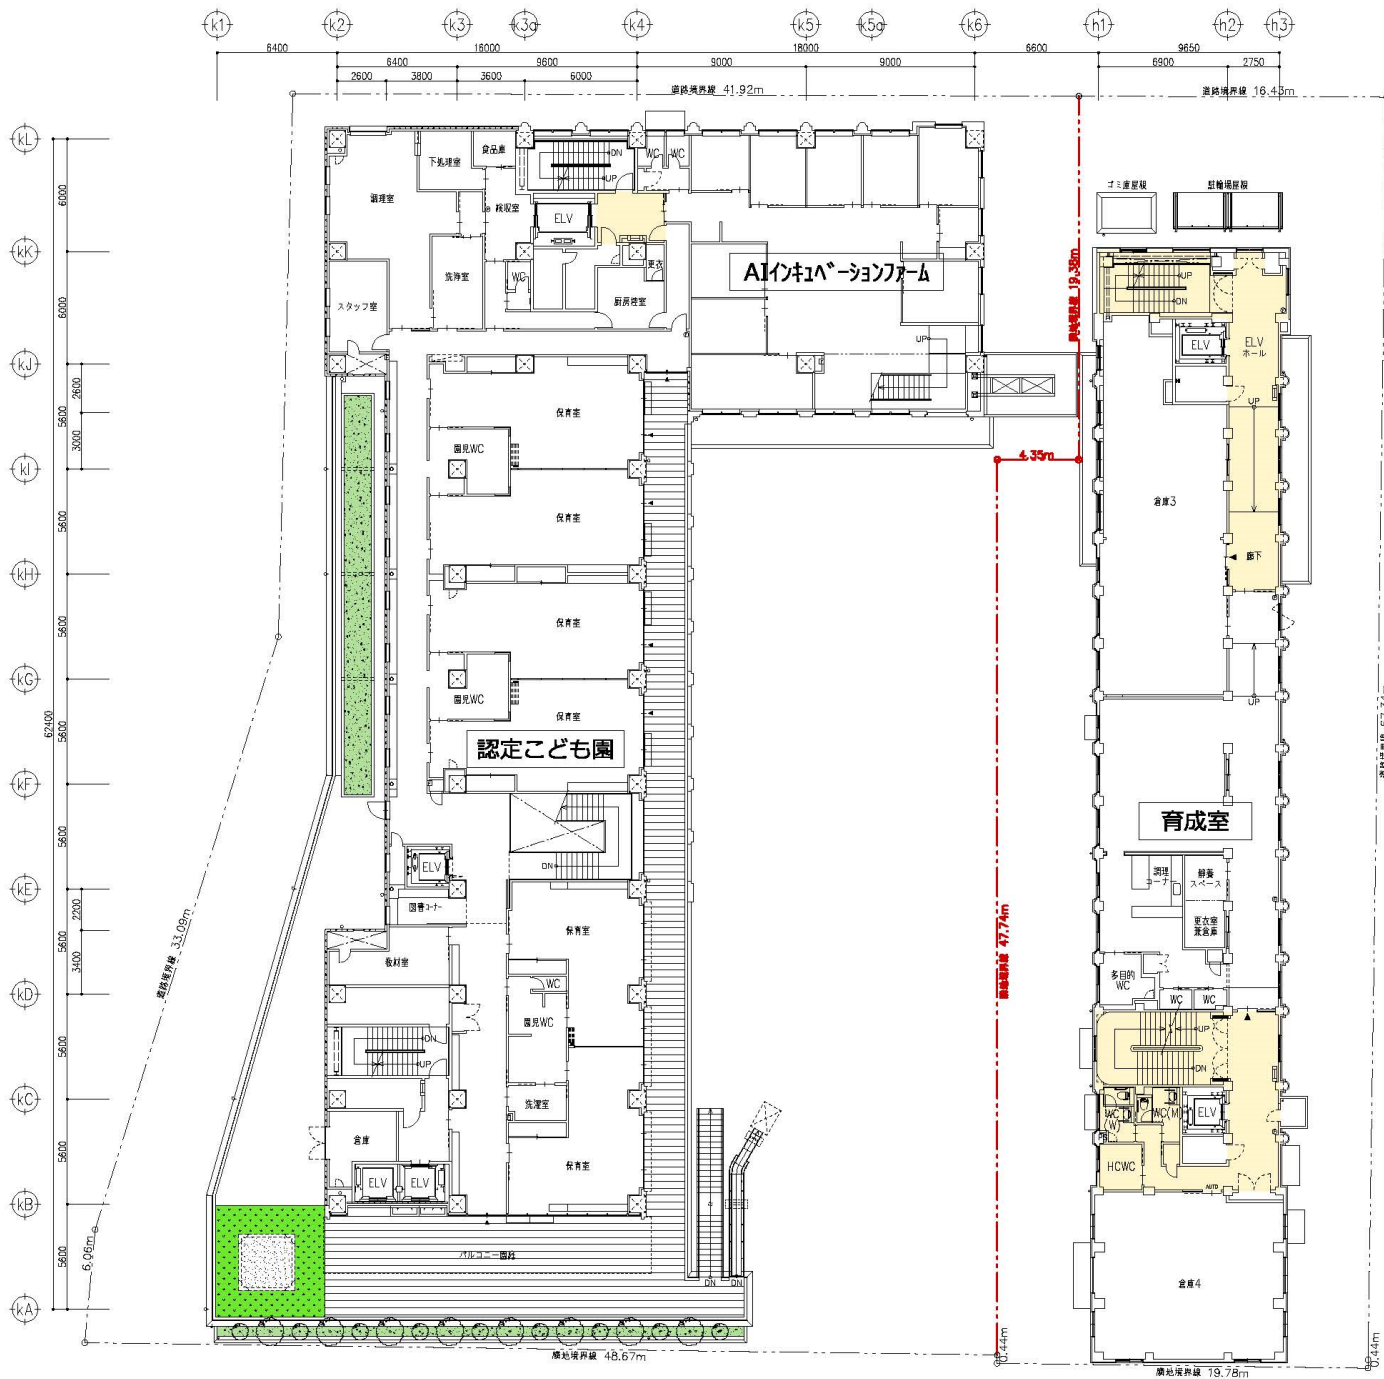 k1 k2 k3 k3a k4 k5 k5a k6 h1 h2 h3
6400 16000 18000 6600 9650
6400 9600 9000 9000 6900 2750
2600 3800 3600 6000
道路境界線 41.92m
道路境界線 16.43m
kL
kK
kJ
kI
kH
kG
kF
kE
kD
kC
kB
kA
6000
6000
2600
5600
3000
5600
5600
62400
5600
5600
2200
5600
3400
5600
5600
5600
下処理室
食品庫
調理室
検収室
DN
UP
WC
WC
ELV
更衣
洗浄室
WC
厨房控室
スタッフ室
AIインキュベーションファーム
UP
ゴミ庫屋根
駐輪場屋根
隣地境界線 19.38m
4.35m
隣地境界線 47.74m
保育室
園児WC
保育室
保育室
園児WC
保育室
認定こども園
DN
ELV
図書コーナー
教材室
保育室
WC
園児WC
DN
UP
洗濯室
倉庫
ELV
ELV
保育室
バルコニー園庭
DN
DN
道路境界線 33.09m
6.06m
隣地境界線 48.67m
0.44m
UP
DN
ELV
ELV
ホール
UP
倉庫3
廊下
UP
育成室
調理
コーナー
静養
スペース
更衣室
兼倉庫
多目的
WC
WC
WC
UP
DN
WC
(W)
WC(M)
ELV
HCWC
AUTO
倉庫4
隣地境界線 19.78m
0.44m